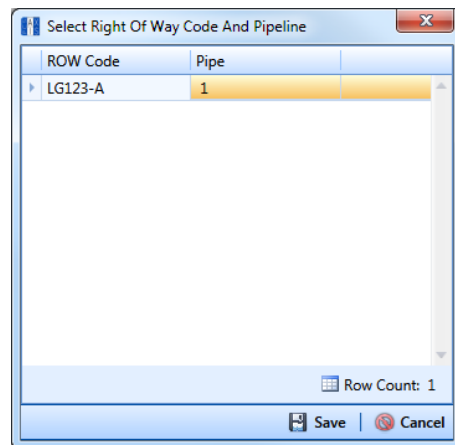 Select Right Of Way Code And Pipeline
ROW Code Pipe
LG123-A 1
Row Count: 1
Save Cancel